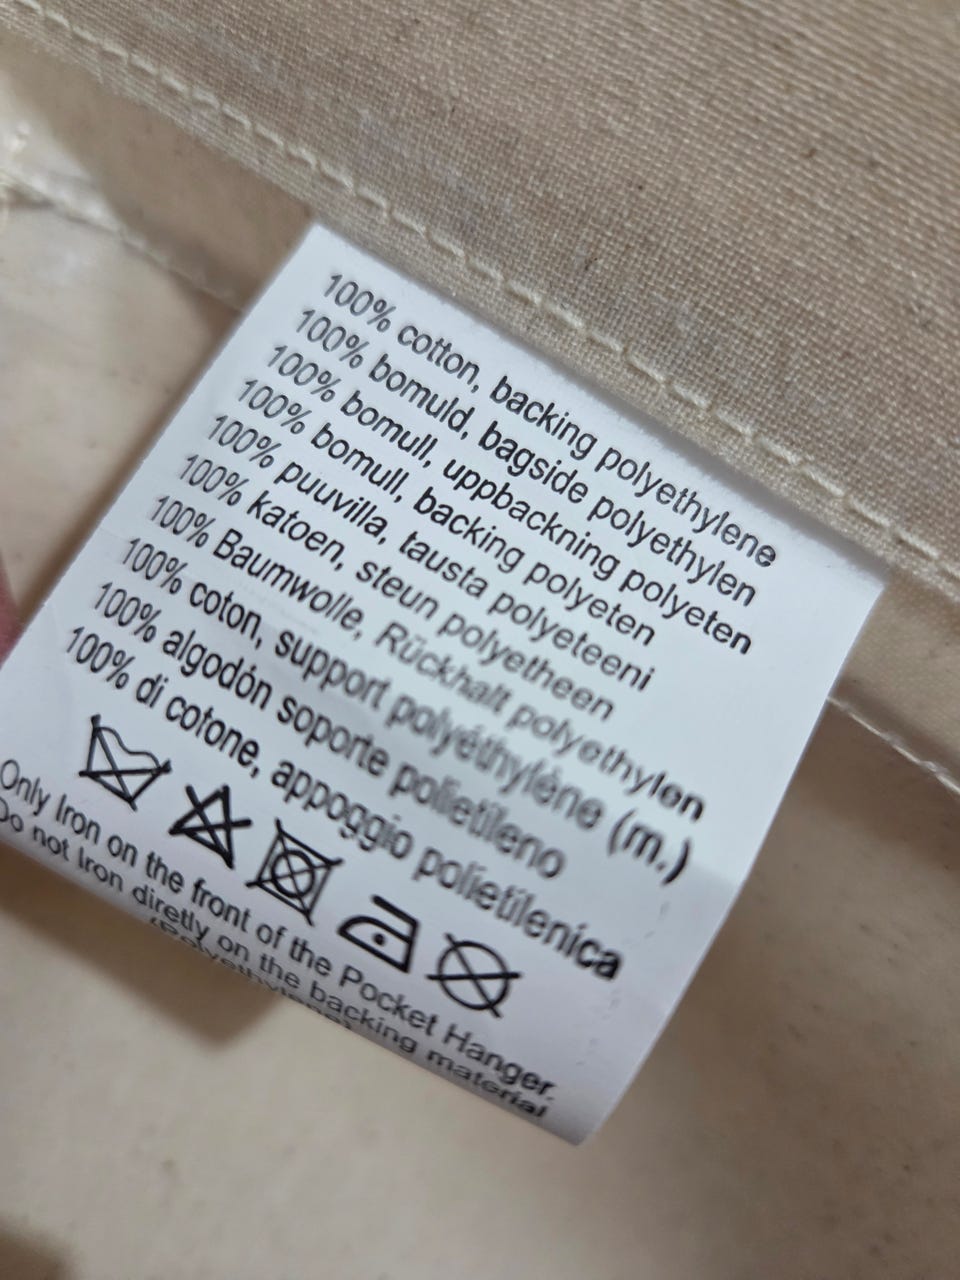 100% cotton, backing polyethylene
100% bomuld, bagside polyethylen
100% bomull, uppbackning polyeten
100% bomull, backing polyeten
100% puuvilla, tausta polyeteeni
100% katoen, steun polyetheen
100% Baumwolle, Rückhalt polyethylen
100% coton, support polyéthylène (m.)
100% algodón soporte polietileno
100% di cotone, appoggio polietilenica
Only Iron on the front of the Pocket Hanger.
Do not Iron diretly on the backing material
(Polyethylene)